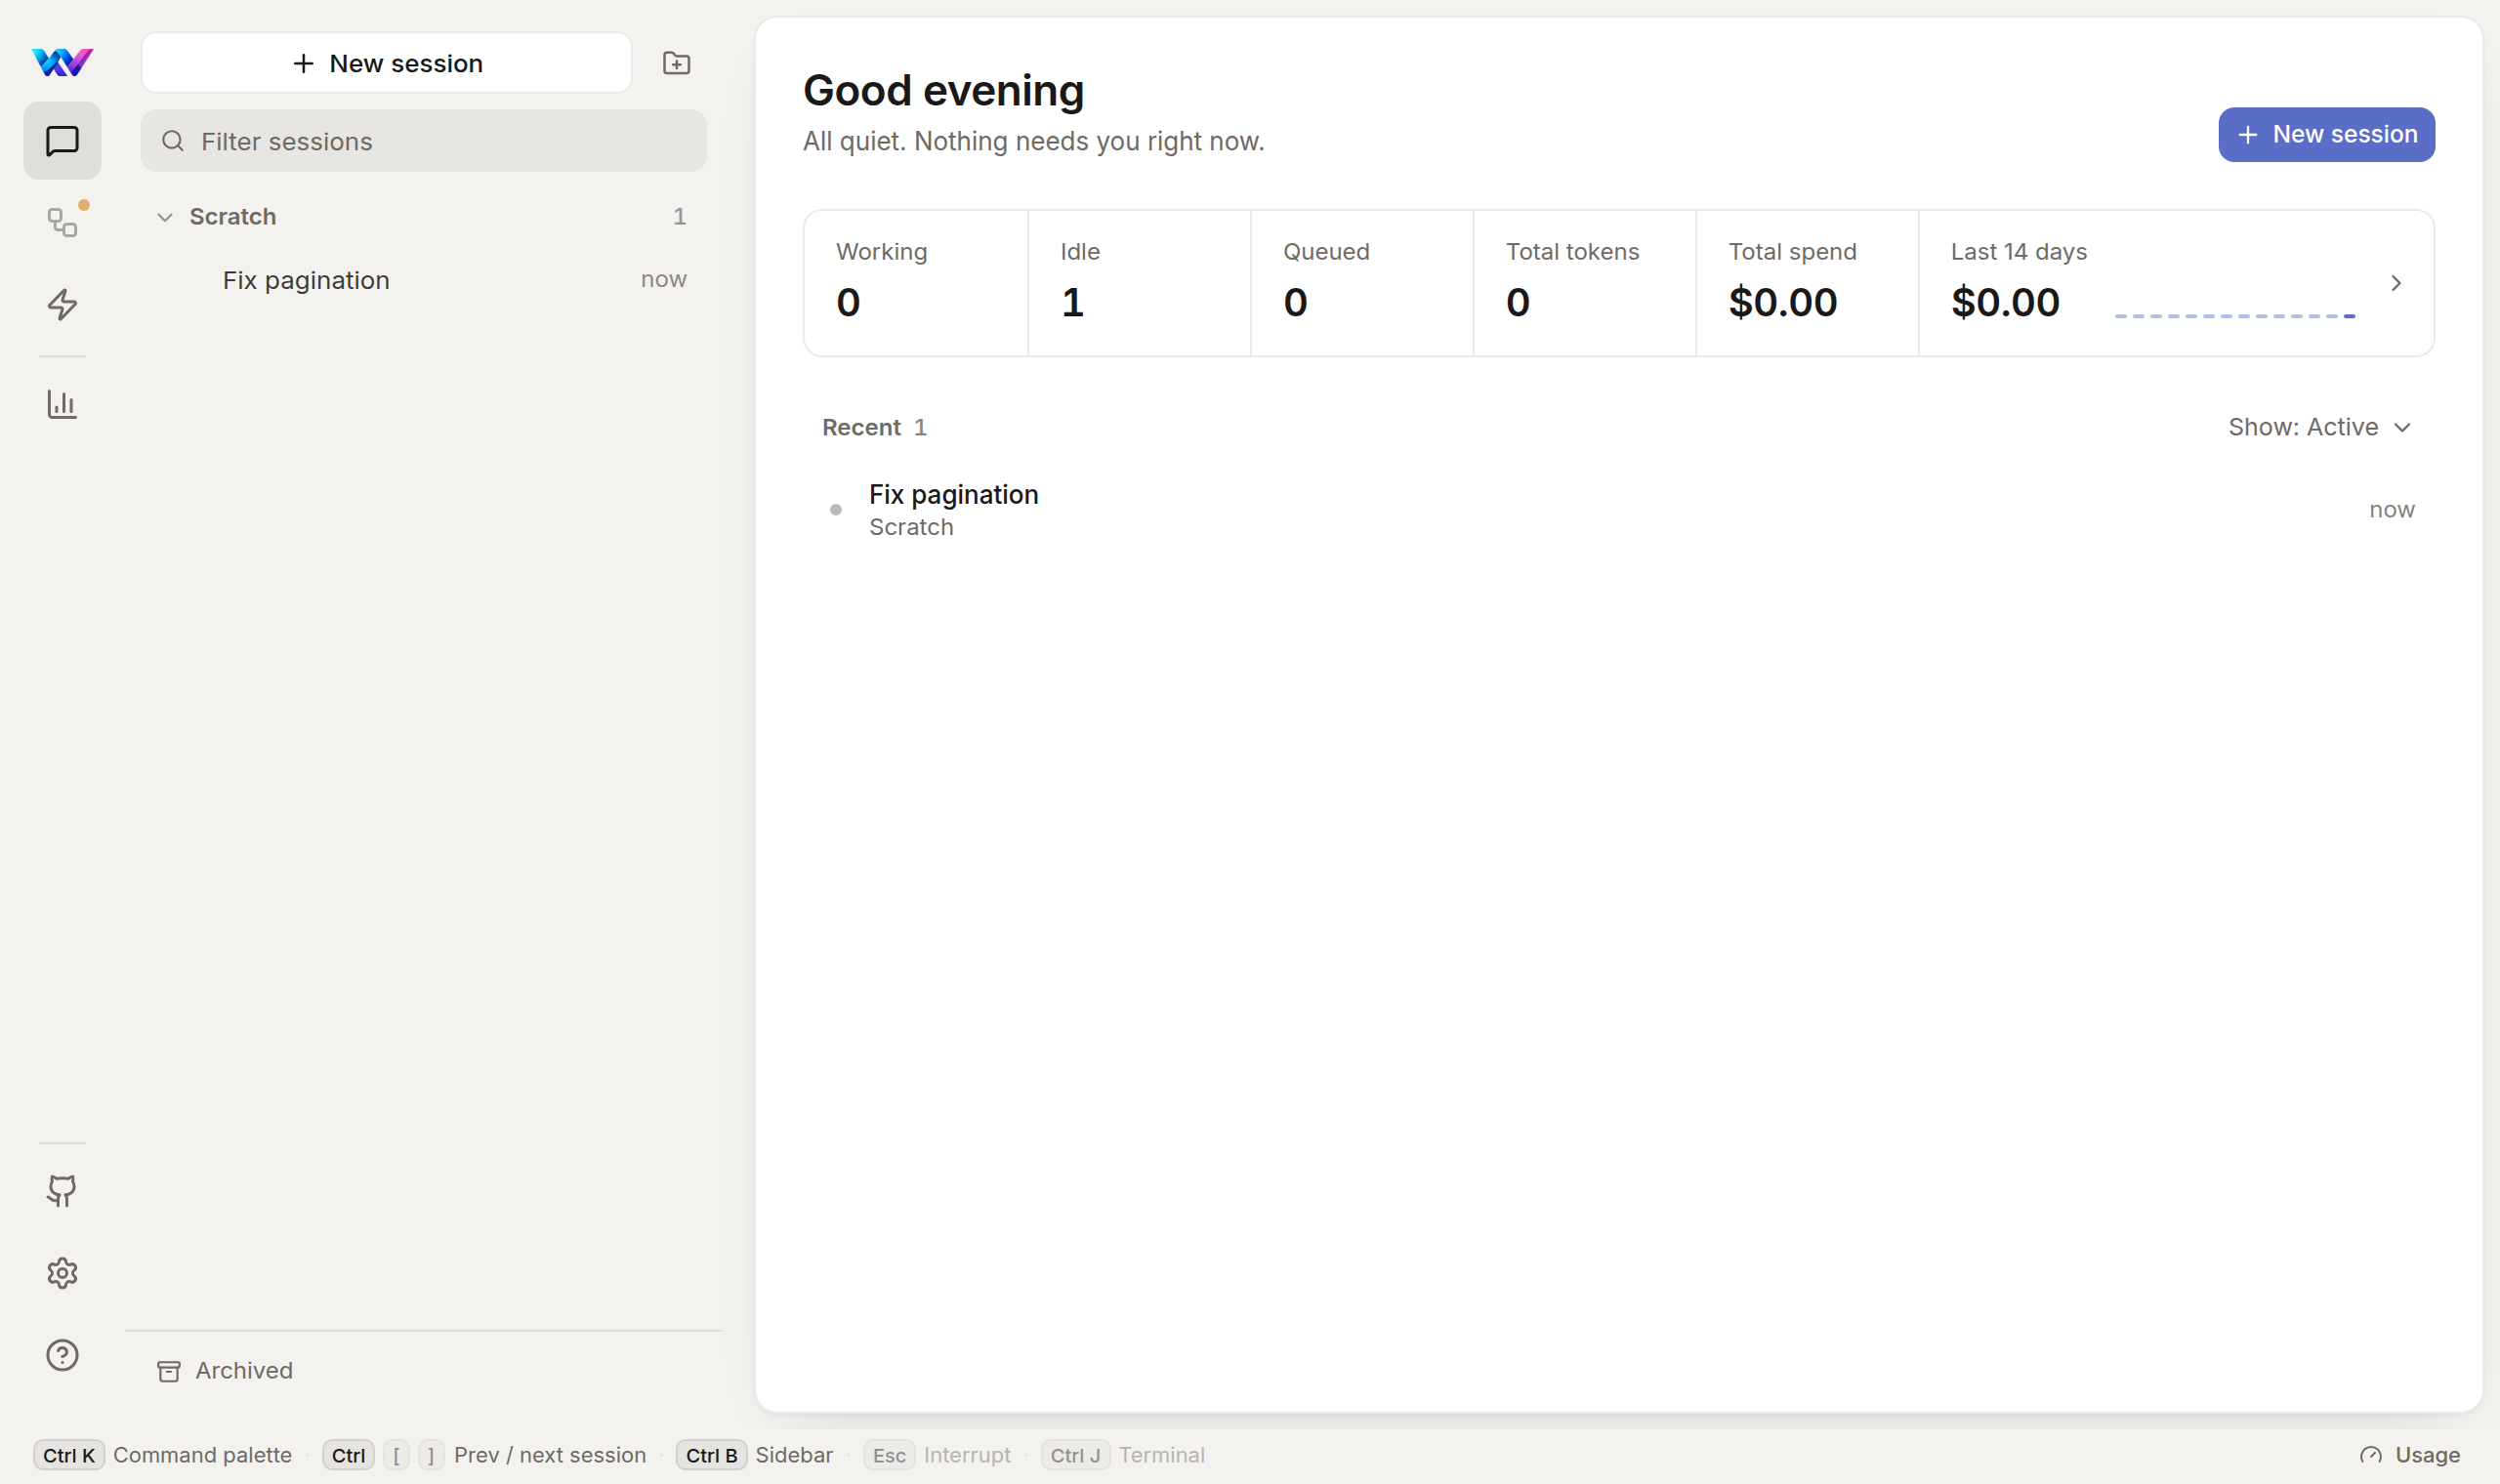 New session
Filter sessions
Scratch 1
Fix pagination now
Archived
Good evening
All quiet. Nothing needs you right now.
New session
Working
0
Idle
1
Queued
0
Total tokens
0
Total spend
$0.00
Last 14 days
$0.00
Recent 1
Show: Active
Fix pagination
Scratch
now
Ctrl K Command palette · Ctrl [ ] Prev / next session · Ctrl B Sidebar · Esc Interrupt · Ctrl J Terminal
Usage